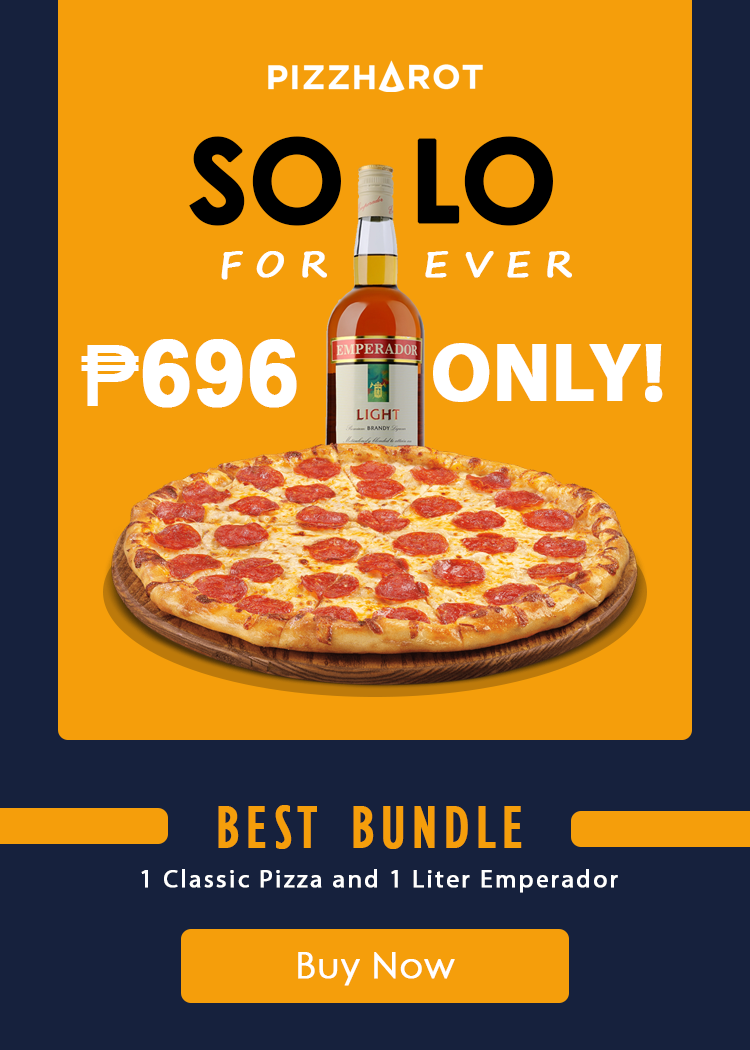 PIZZHAROT
SO LO
FOR EVER
₱696 ONLY!
EMPERADOR
LIGHT
BRANDY
BEST BUNDLE
1 Classic Pizza and 1 Liter Emperador
Buy Now